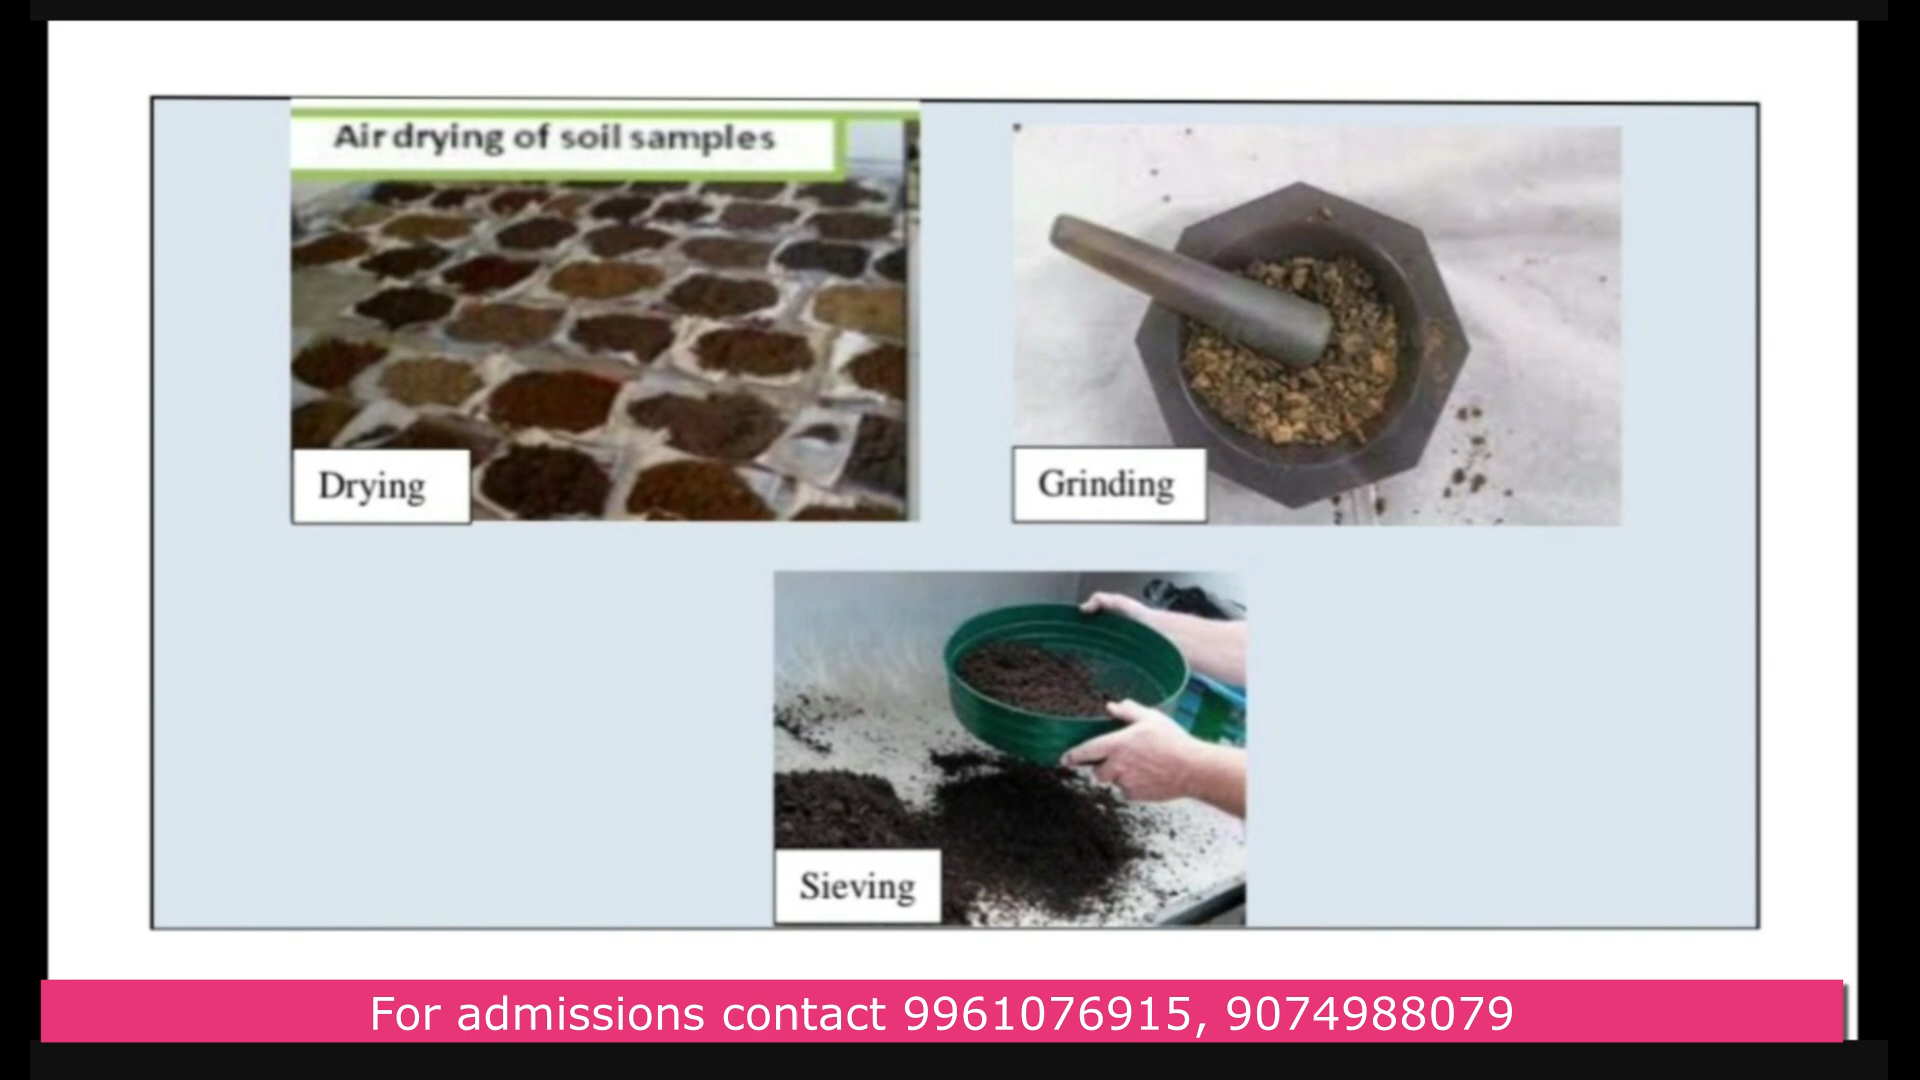 Air drying of soil samples
Drying
Grinding
Sieving
For admissions contact 9961076915, 9074988079